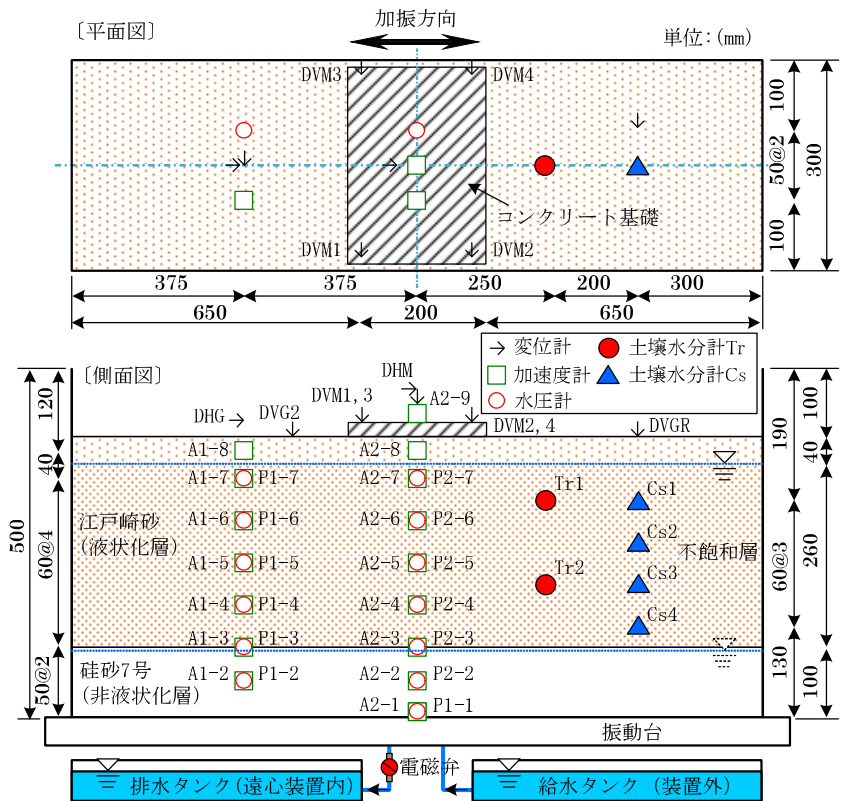 〔平面図〕
加振方向
単位：(mm)
DVM3
DVM4
DVM1
DVM2
コンクリート基礎
100
50@2
100
300
375
375
250
200
300
650
200
650
→変位計
土壌水分計Tr
加速度計
土壌水分計Cs
水圧計
〔側面図〕
DHM
DVM1,3
A2-9
DHG
DVG2
DVM2,4
DVGR
A1-8
A2-8
A1-7
P1-7
A2-7
P2-7
A1-6
P1-6
A2-6
P2-6
A1-5
P1-5
A2-5
P2-5
A1-4
P1-4
A2-4
P2-4
A1-3
P1-3
A2-3
P2-3
A1-2
P1-2
A2-2
P2-2
A2-1
P1-1
Tr1
Tr2
Cs1
Cs2
Cs3
Cs4
江戸崎砂
(液状化層)
不飽和層
硅砂7号
(非液状化層)
500
120
40
60@4
50@2
190
60@3
130
100
40
260
100
振動台
電磁弁
排水タンク(遠心装置内)
給水タンク (装置外)